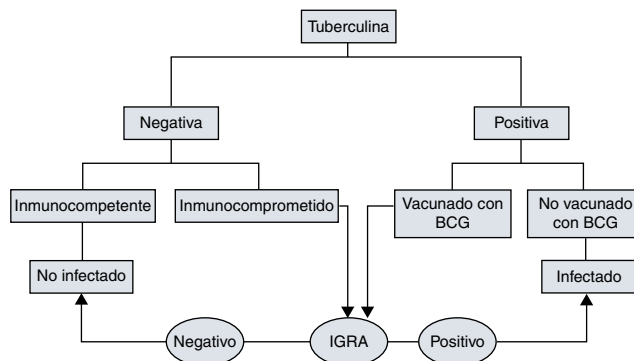 Tuberculina
Negativa
Positiva
Inmunocompetente
Inmunocomprometido
Vacunado con
BCG
No vacunado
con BCG
No infectado
Infectado
Negativo
IGRA
Positivo